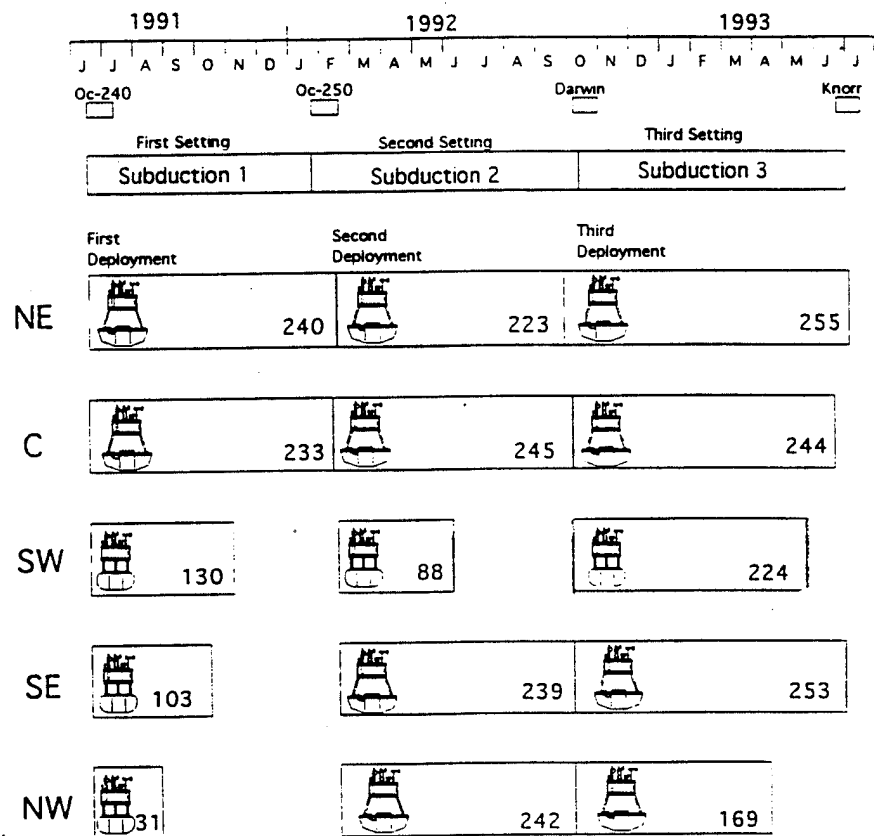 1991 1992 1993
J J A S O N D J F M A M J J A S O N D J F M A M J J
Oc-240 Oc-250 Darwin Knorr
First Setting Second Setting Third Setting
Subduction 1 Subduction 2 Subduction 3
First Deployment Second Deployment Third Deployment
NE 240 223 255
C 233 245 244
SW 130 88 224
SE 103 239 253
NW 31 242 169